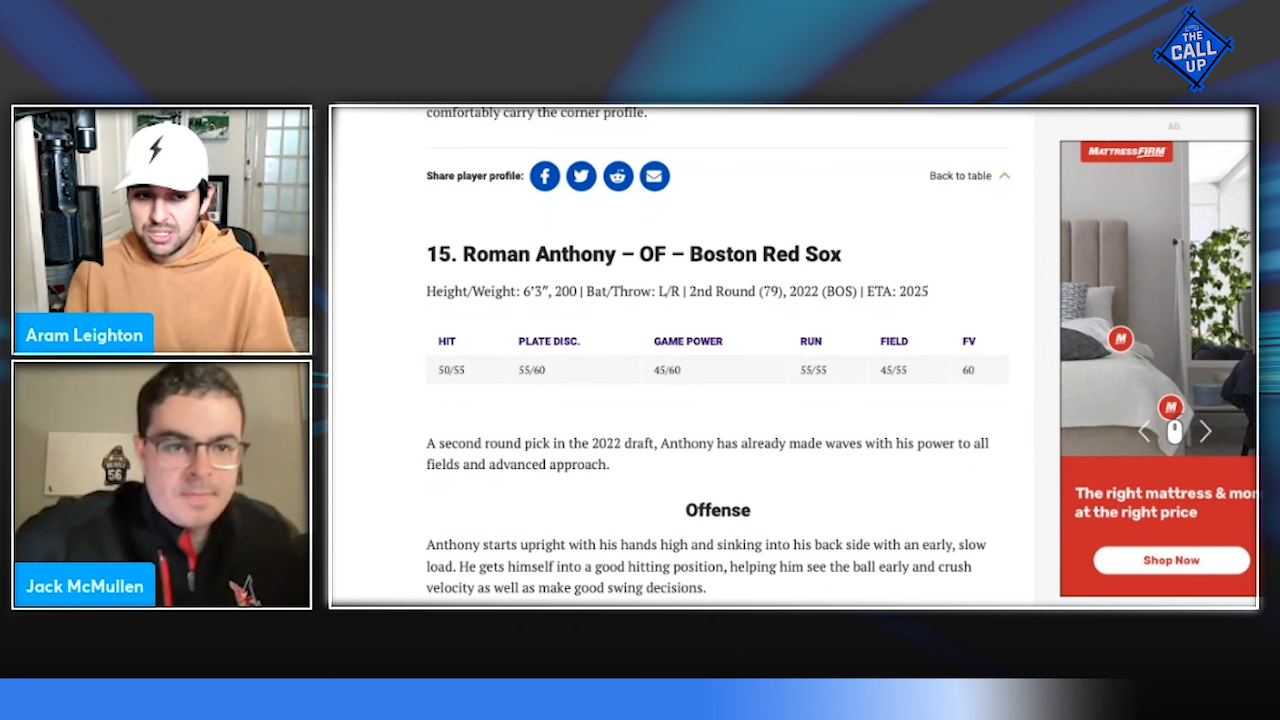 THE
CALL
UP
comfortably carry the corner profile.
AD
MATTRESSFIRM
Share player profile:
Back to table
15. Roman Anthony – OF – Boston Red Sox
Height/Weight: 6'3″, 200 | Bat/Throw: L/R | 2nd Round (79), 2022 (BOS) | ETA: 2025
HIT PLATE DISC. GAME POWER RUN FIELD FV
50/55 55/60 45/60 55/55 45/55 60
A second round pick in the 2022 draft, Anthony has already made waves with his power to all
fields and advanced approach.
Offense
Anthony starts upright with his hands high and sinking into his back side with an early, slow
load. He gets himself into a good hitting position, helping him see the ball early and crush
velocity as well as make good swing decisions.
M
M
The right mattress & mor
at the right price
Shop Now
Aram Leighton
56
Jack McMullen